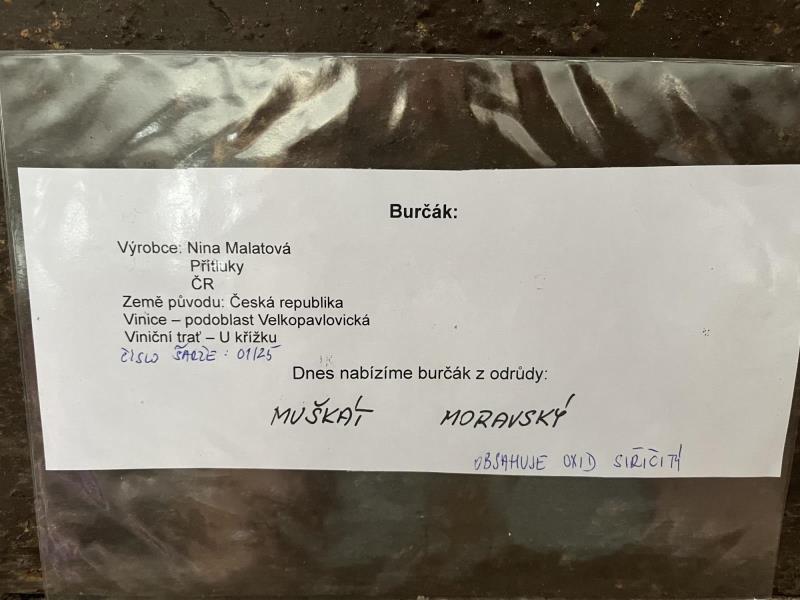 Burčák:
Výrobce: Nina Malatová
Přítluky
ČR
Země původu: Česká republika
Vinice – podoblast Velkopavlovická
Viniční trať – U křížku
ČÍSLO ŠARŽE: 01/25
Dnes nabízíme burčák z odrůdy:
MUŠKÁT MORAVSKÝ
OBSAHUJE OXID SIŘIČITÝ